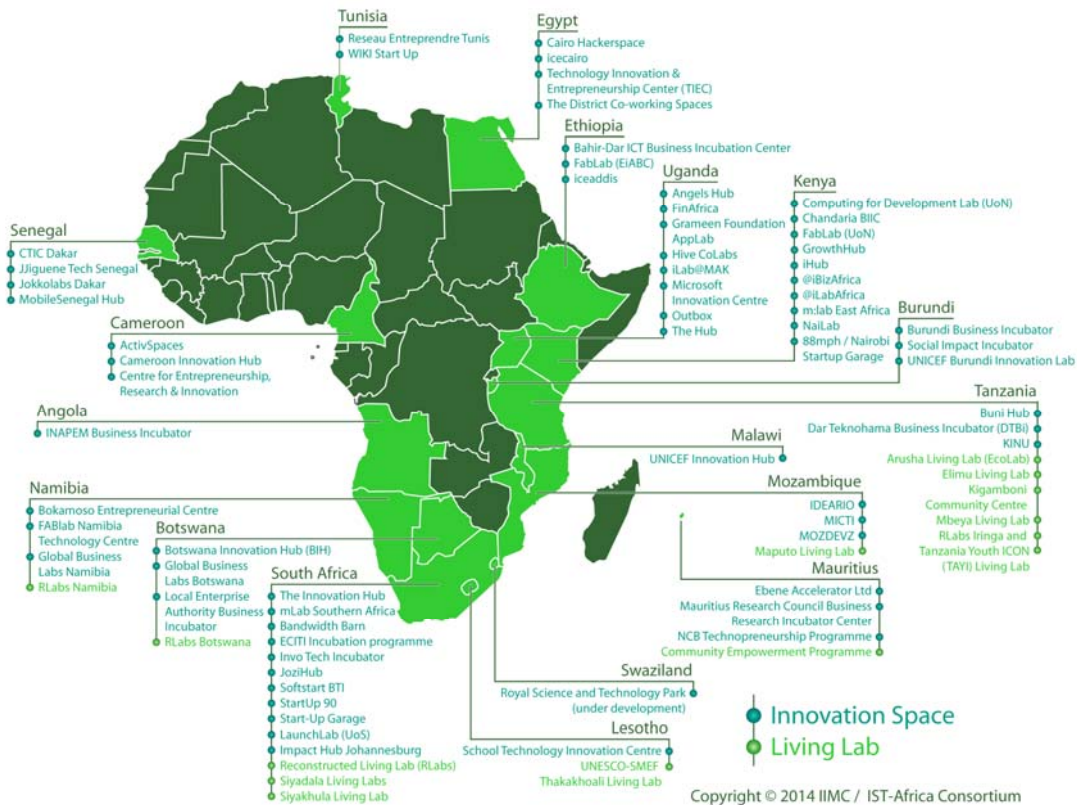 Tunisia
Reseau Entreprendre Tunis
WIKI Start Up
Egypt
Cairo Hackerspace
icecairo
Technology Innovation &
Entrepreneurship Center (TIEC)
The District Co-working Spaces
Ethiopia
Bahir-Dar ICT Business Incubation Center
FabLab (EiABC)
iceaddis
Uganda
Angels Hub
FinAfrica
Grameen Foundation
AppLab
Hive CoLabs
iLab@MAK
Microsoft
Innovation Centre
Outbox
The Hub
Kenya
Computing for Development Lab (UoN)
Chandaria BIIC
FabLab (UoN)
GrowthHub
iHub
@iBizAfrica
@iLabAfrica
m:lab East Africa
NaiLab
88mph / Nairobi
Startup Garage
Senegal
CTIC Dakar
JJiguene Tech Senegal
Jokkolabs Dakar
MobileSenegal Hub
Cameroon
ActivSpaces
Cameroon Innovation Hub
Centre for Entrepreneurship,
Research & Innovation
Burundi
Burundi Business Incubator
Social Impact Incubator
UNICEF Burundi Innovation Lab
Angola
INAPEM Business Incubator
Tanzania
Buni Hub
Dar Teknohama Business Incubator (DTBi)
KINU
Arusha Living Lab (EcoLab)
Elimu Living Lab
Kigamboni
Community Centre
Mbeya Living Lab
RLabs Iringa and
Tanzania Youth ICON
(TAYI) Living Lab
Malawi
UNICEF Innovation Hub
Mozambique
IDEARIO
MICTI
MOZDEVZ
Maputo Living Lab
Namibia
Bokamoso Entrepreneurial Centre
FABlab Namibia
Technology Centre
Global Business
Labs Namibia
RLabs Namibia
Botswana
Botswana Innovation Hub (BIH)
Global Business
Labs Botswana
Local Enterprise
Authority Business
Incubator
RLabs Botswana
South Africa
The Innovation Hub
mLab Southern Africa
Bandwidth Barn
ECITI Incubation programme
Invo Tech Incubator
JoziHub
Softstart BTI
StartUp 90
Start-Up Garage
LaunchLab (UoS)
Impact Hub Johannesburg
Reconstructed Living Lab (RLabs)
Siyadala Living Labs
Siyakhula Living Lab
Mauritius
Ebene Accelerator Ltd
Mauritius Research Council Business
Research Incubator Center
NCB Technopreneurship Programme
Community Empowerment Programme
Swaziland
Royal Science and Technology Park
(under development)
Lesotho
School Technology Innovation Centre
UNESCO-SMEF
Thakakhoali Living Lab
Innovation Space
Living Lab
Copyright © 2014 IIMC / IST-Africa Consortium